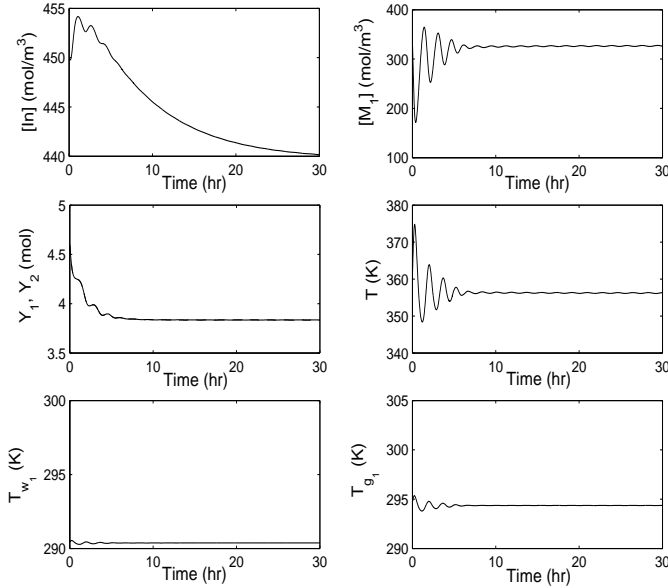 455
450
445
440
[In] (mol/m³)
0 10 20 30
Time (hr)
400
300
200
100
[M₁] (mol/m³)
0 10 20 30
Time (hr)
5
4.5
4
3.5
Y₁, Y₂ (mol)
0 10 20 30
Time (hr)
380
370
360
350
340
T (K)
0 10 20 30
Time (hr)
300
295
290
T_w₁ (K)
0 10 20 30
Time (hr)
305
300
295
290
T_g₁ (K)
0 10 20 30
Time (hr)